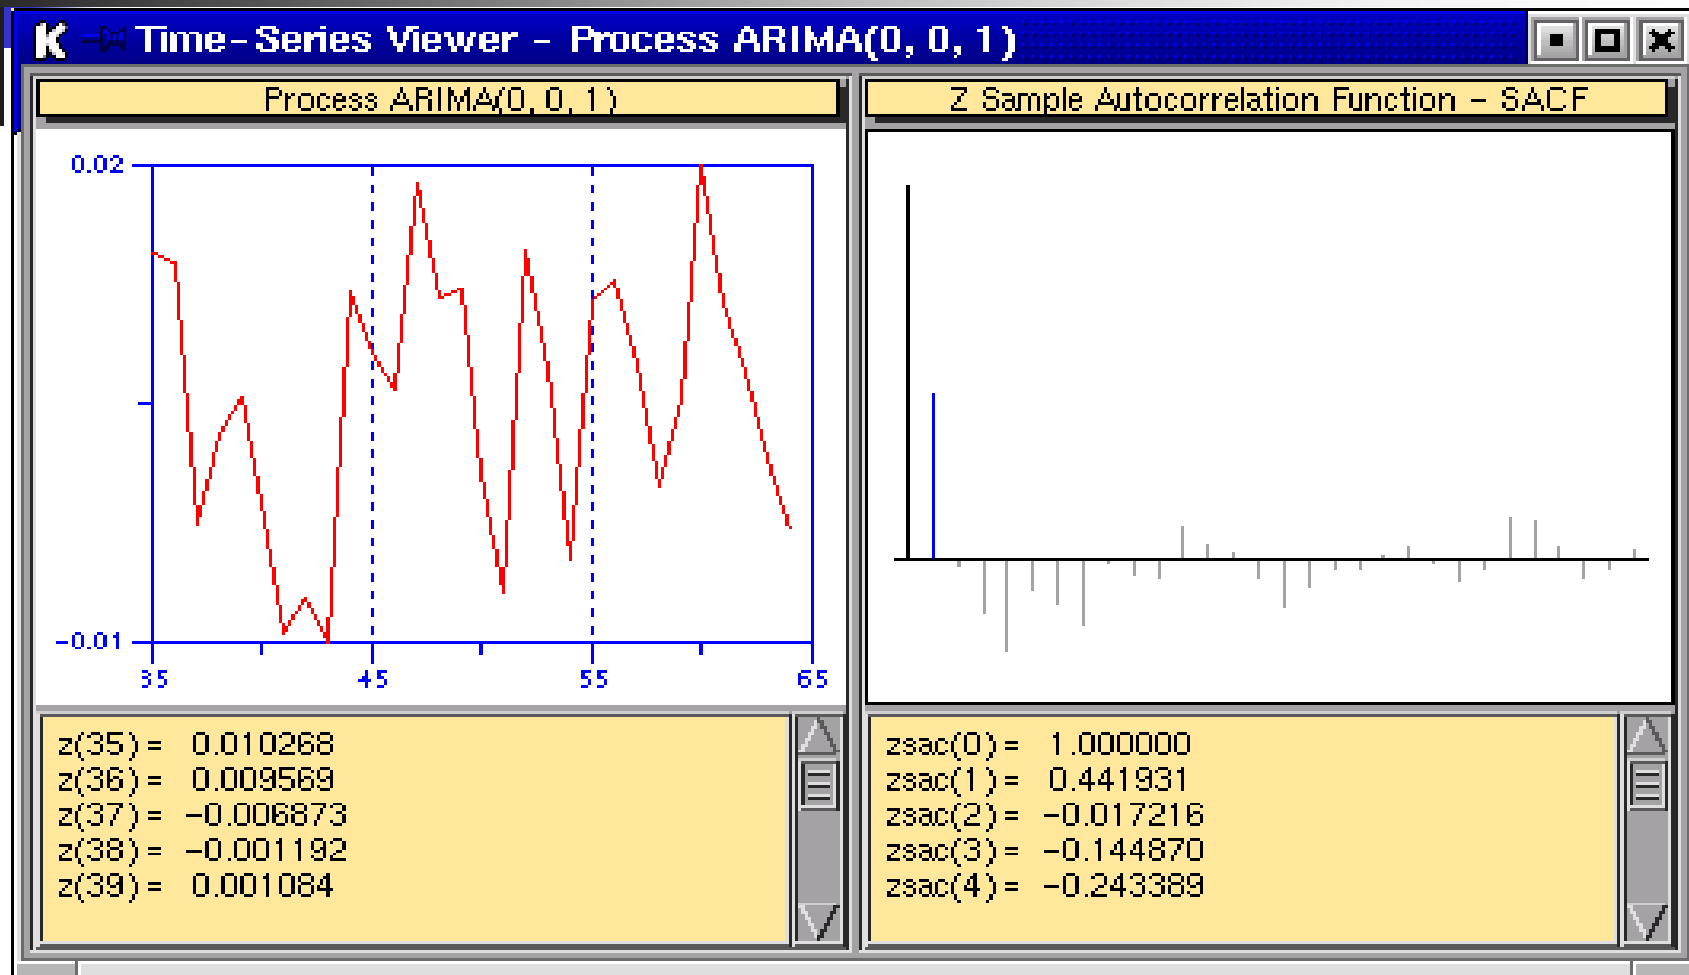 K Time-Series Viewer - Process ARIMA(0, 0, 1)
Process ARIMA(0, 0, 1)
0.02
-0.01
35 45 55 65
z(35)= 0.010268
z(36)= 0.009569
z(37)= -0.006873
z(38)= -0.001192
z(39)= 0.001084
Z Sample Autocorrelation Function - SACF
zsac(0)= 1.000000
zsac(1)= 0.441931
zsac(2)= -0.017216
zsac(3)= -0.144870
zsac(4)= -0.243389